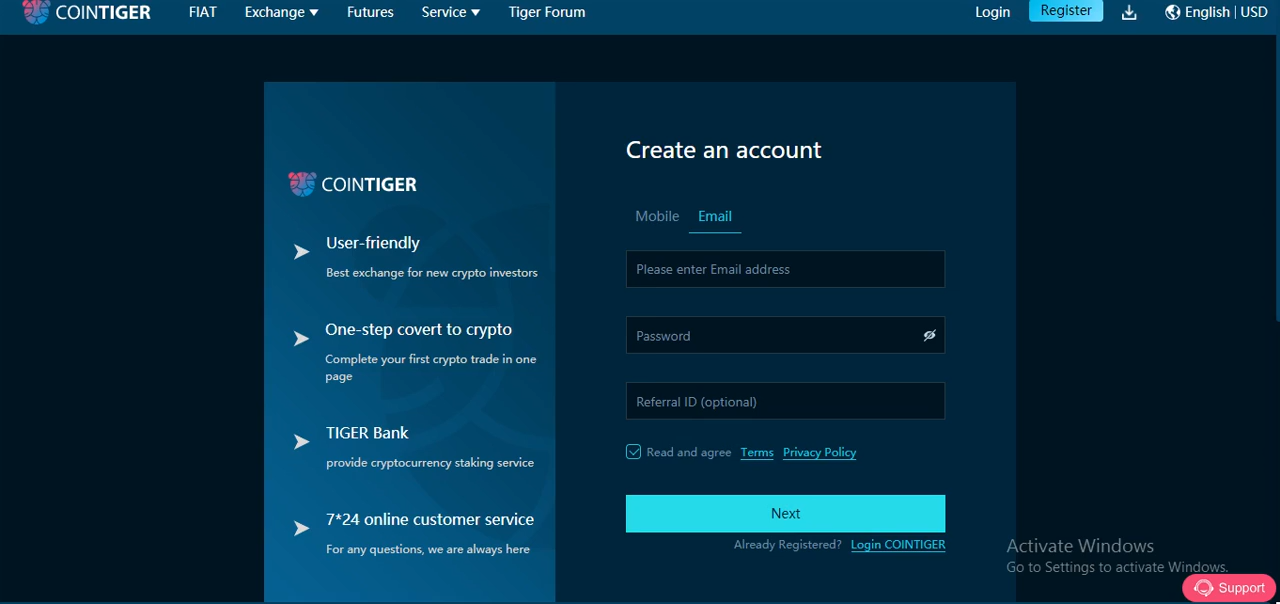 COINTIGER FIAT Exchange Futures Service Tiger Forum Login Register English | USD
COINTIGER
User-friendly
Best exchange for new crypto investors
One-step covert to crypto
Complete your first crypto trade in one
page
TIGER Bank
provide cryptocurrency staking service
7*24 online customer service
For any questions, we are always here
Create an account
Mobile Email
Please enter Email address
Password
Referral ID (optional)
Read and agree Terms Privacy Policy
Next
Already Registered? Login COINTIGER
Activate Windows
Go to Settings to activate Windows.
Support